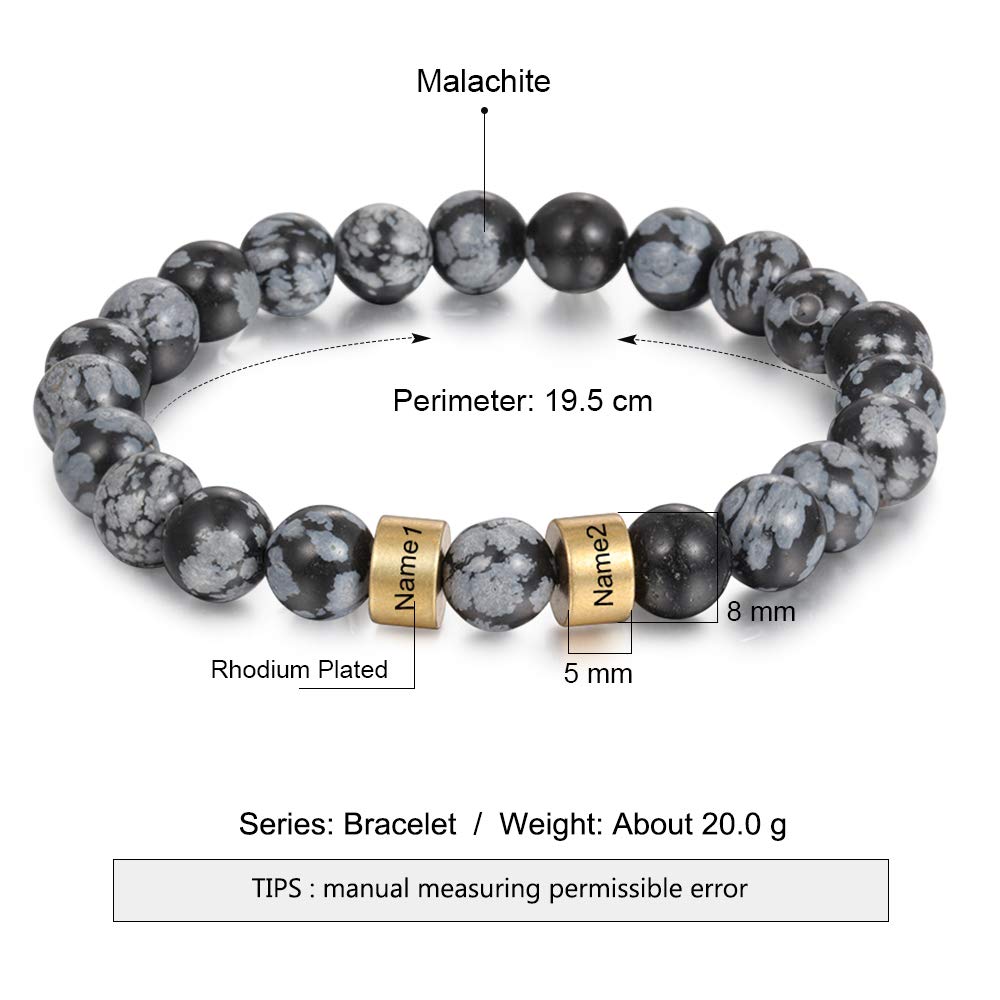 Malachite
Perimeter: 19.5 cm
Name1
Name2
8 mm
Rhodium Plated
5 mm
Series: Bracelet / Weight: About 20.0 g
TIPS : manual measuring permissible error